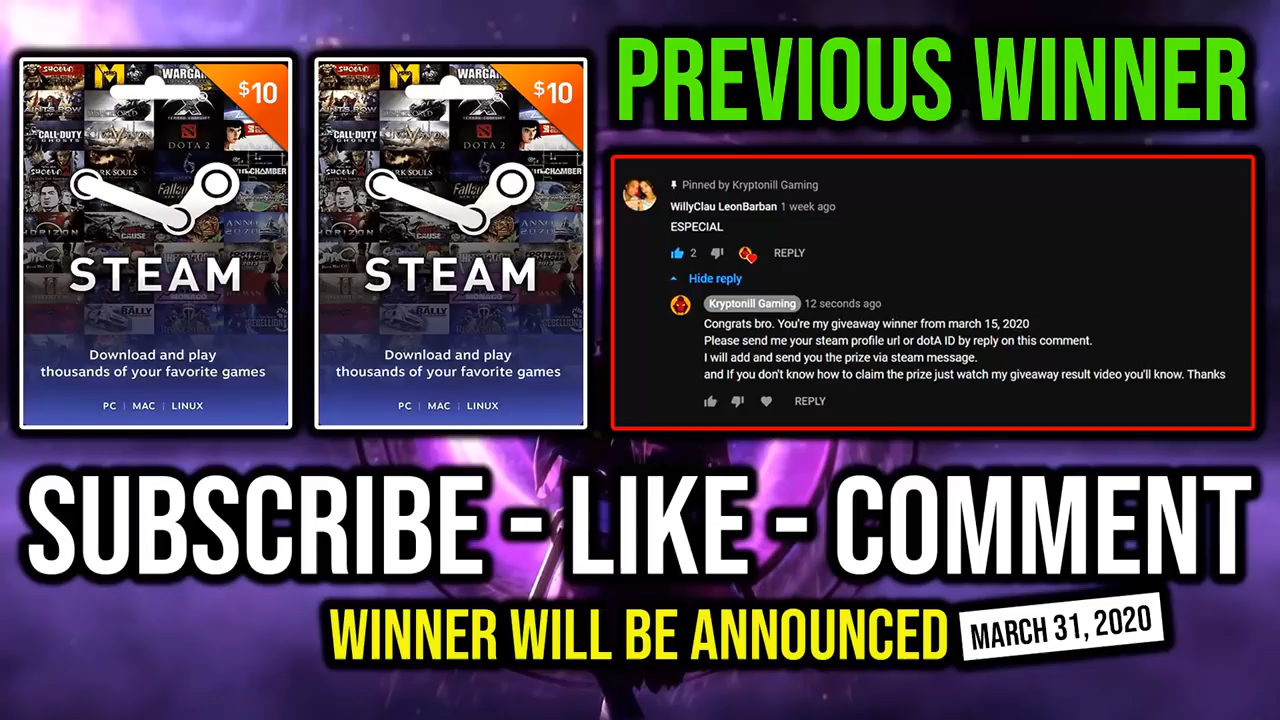 PREVIOUS WINNER
$10
STEAM
Download and play
thousands of your favorite games
PC | MAC | LINUX
$10
STEAM
Download and play
thousands of your favorite games
PC | MAC | LINUX
Pinned by Kryptonill Gaming
WillyClau LeonBarban 1 week ago
ESPECIAL
2 REPLY
Hide reply
Kryptonill Gaming 12 seconds ago
Congrats bro. You're my giveaway winner from march 15, 2020
Please send me your steam profile url or dotA ID by reply on this comment.
I will add and send you the prize via steam message.
and If you don't know how to claim the prize just watch my giveaway result video you'll know. Thanks
REPLY
SUBSCRIBE - LIKE - COMMENT
WINNER WILL BE ANNOUNCED MARCH 31, 2020